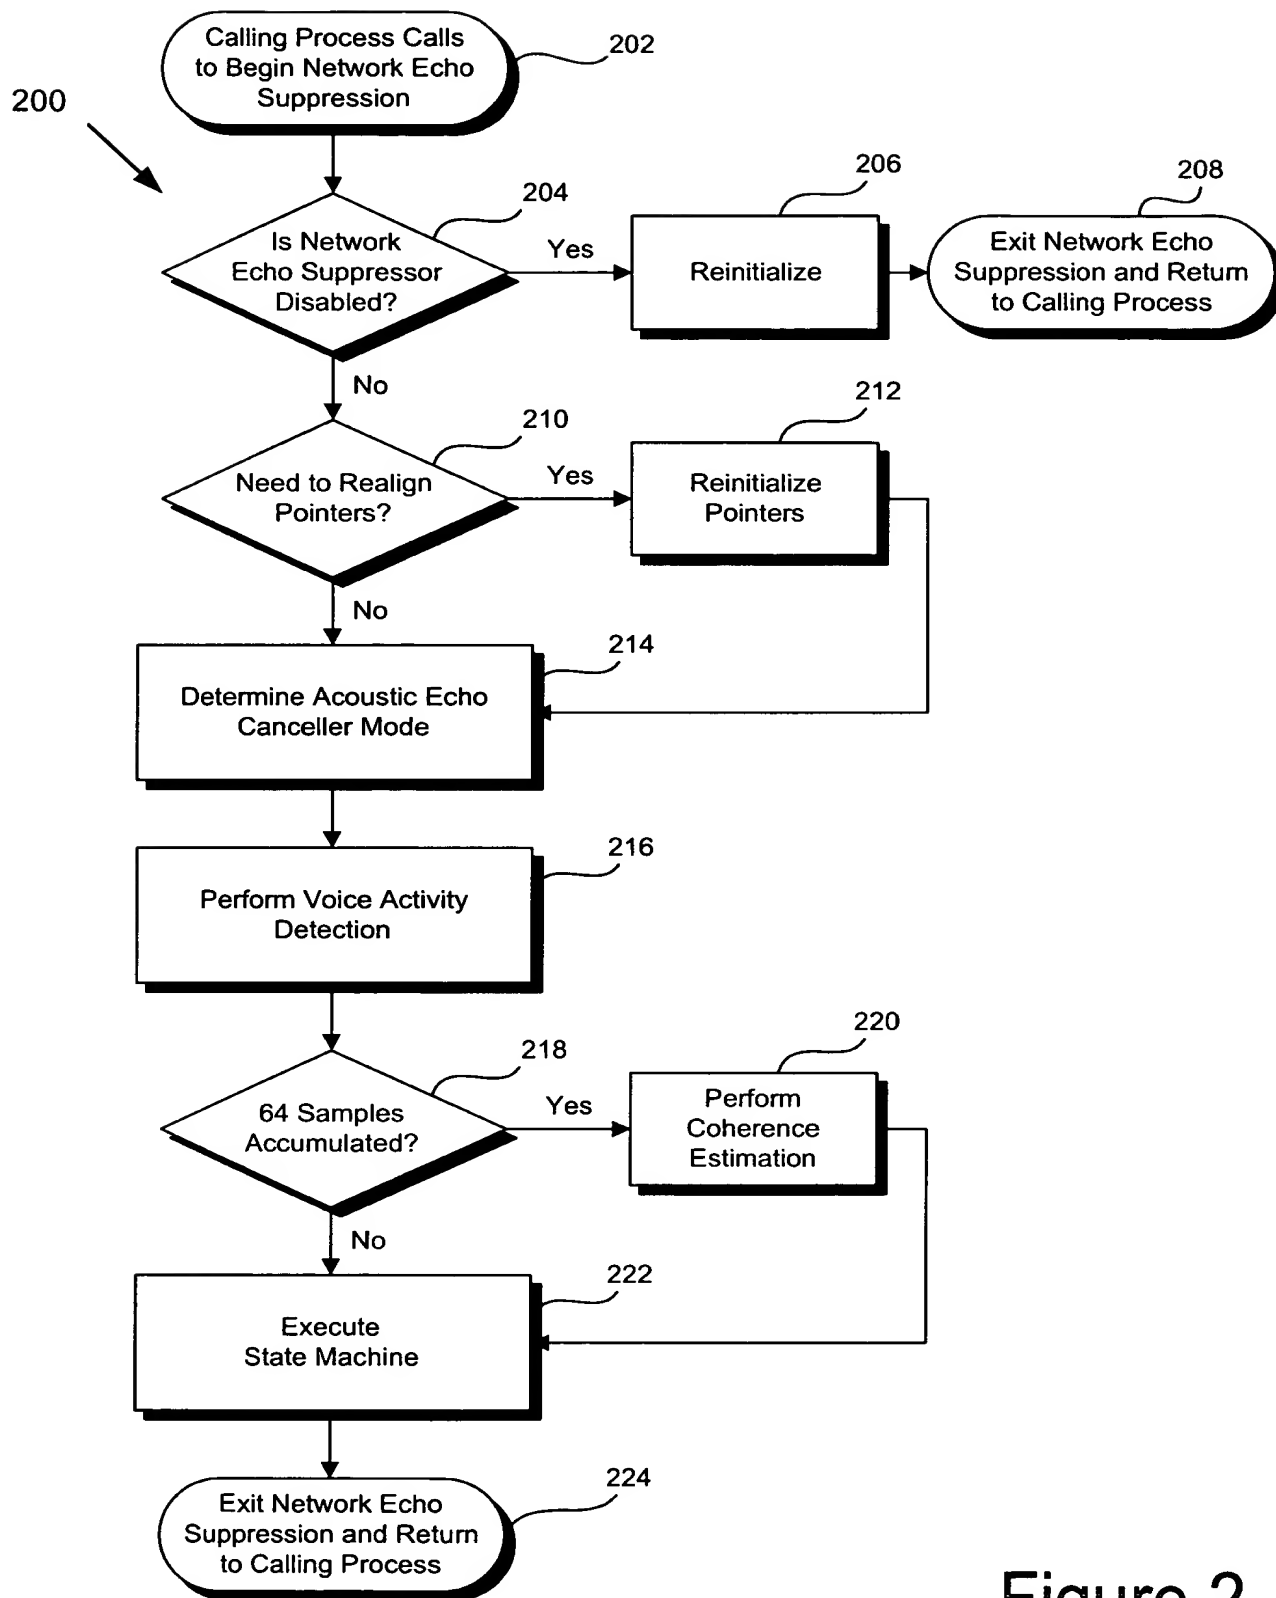 Calling Process Calls
to Begin Network Echo
Suppression
202
200
204
Is Network
Echo Suppressor
Disabled?
Yes
206
Reinitialize
208
Exit Network Echo
Suppression and Return
to Calling Process
No
210
Need to Realign
Pointers?
Yes
212
Reinitialize
Pointers
No
214
Determine Acoustic Echo
Canceller Mode
216
Perform Voice Activity
Detection
218
64 Samples
Accumulated?
Yes
220
Perform
Coherence
Estimation
No
222
Execute
State Machine
224
Exit Network Echo
Suppression and Return
to Calling Process
Figure 2